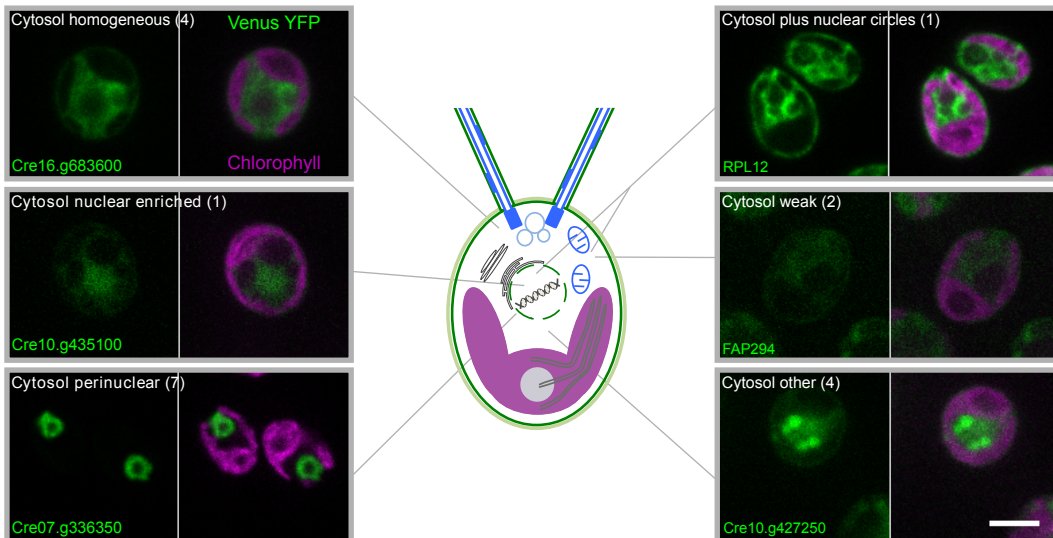 Cytosol homogeneous (4)
Venus YFP
Cre16.g683600
Chlorophyll
Cytosol nuclear enriched (1)
Cre10.g435100
Cytosol perinuclear (7)
Cre07.g336350
Cytosol plus nuclear circles (1)
RPL12
Cytosol weak (2)
FAP294
Cytosol other (4)
Cre10.g427250